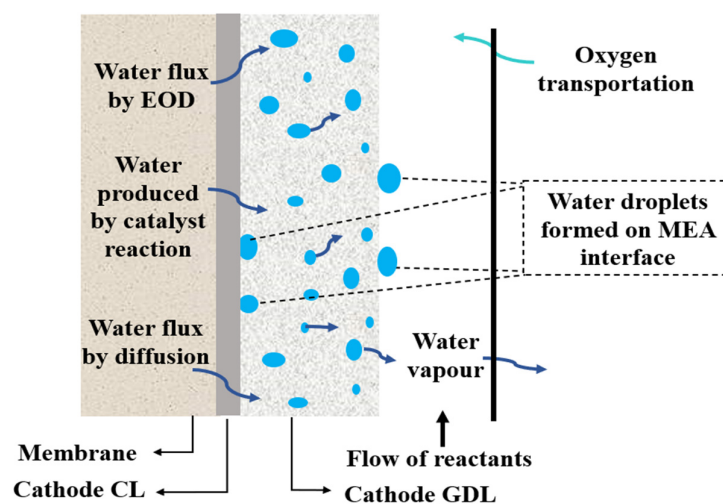 Water flux
by EOD
Oxygen
transportation
Water
produced
by catalyst
reaction
Water droplets
formed on MEA
interface
Water flux
by diffusion
Water
vapour
Membrane
Flow of reactants
Cathode CL
Cathode GDL